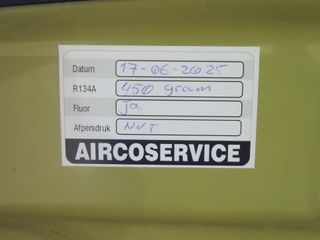 Datum 17-06-2025
R134A 450 gram
Fluor ja
Afpersdruk NVT
AIRCOSERVICE